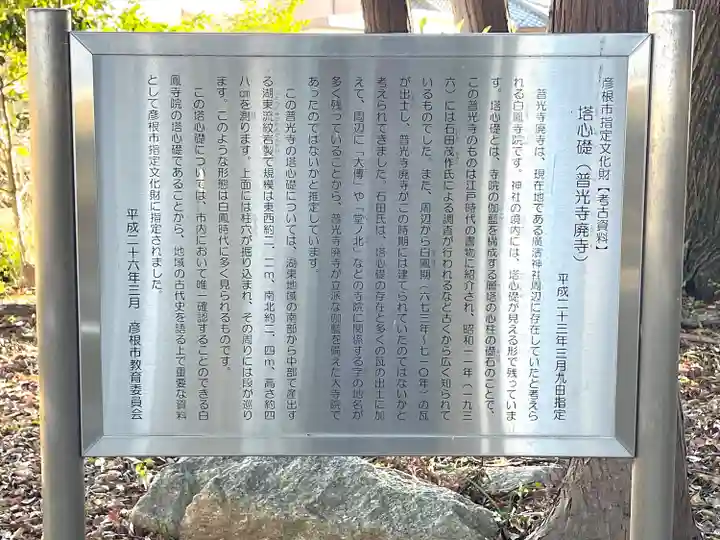 彦根市指定文化財【考古資料】
塔心礎（普光寺廃寺）
平成二十三年三月九日指定
普光寺廃寺は、現在地である廣濱神社周辺に存在していたと考えら
れる白鳳寺院です。神社の境内には、塔心礎が見える形で残っていま
す。塔心礎とは、寺院の伽藍を構成する層塔の心柱の礎石のことで、
この普光寺のものは江戸時代の書物に紹介され、昭和十一年（一九三
六）には石田茂作氏による調査が行われるなど古くから広く知られて
いるものでした。また、周辺から白鳳期（六七三年～七一〇年）の瓦
が出土し、普光寺廃寺がこの時期には建てられていたのではないかと
考えられてきました。石田氏は、塔心礎の存在と多くの瓦の出土に加
えて、周辺に「大傳」や「堂ノ北」などの寺院に関係する字の地名が
多く残っていることから、普光寺廃寺が立派な伽藍を備えた大寺院で
あったのではないかと推定しています。
この普光寺の塔心礎については、湖東地域の南部から中部で産出す
る湖東流紋岩製で規模は東西約二．二ｍ、南北約二．四ｍ、高さ約四
八㎝を測ります。上面には柱穴が掘り込まれ、その周りには段が巡り
ます。このような形態は白鳳時代に多く見られるものです。
この塔心礎については、市内において唯一確認することのできる白
鳳寺院の塔心礎であることから、地域の古代史を語る上で重要な資料
として彦根市指定文化財に指定されました。
平成二十六年三月　彦根市教育委員会